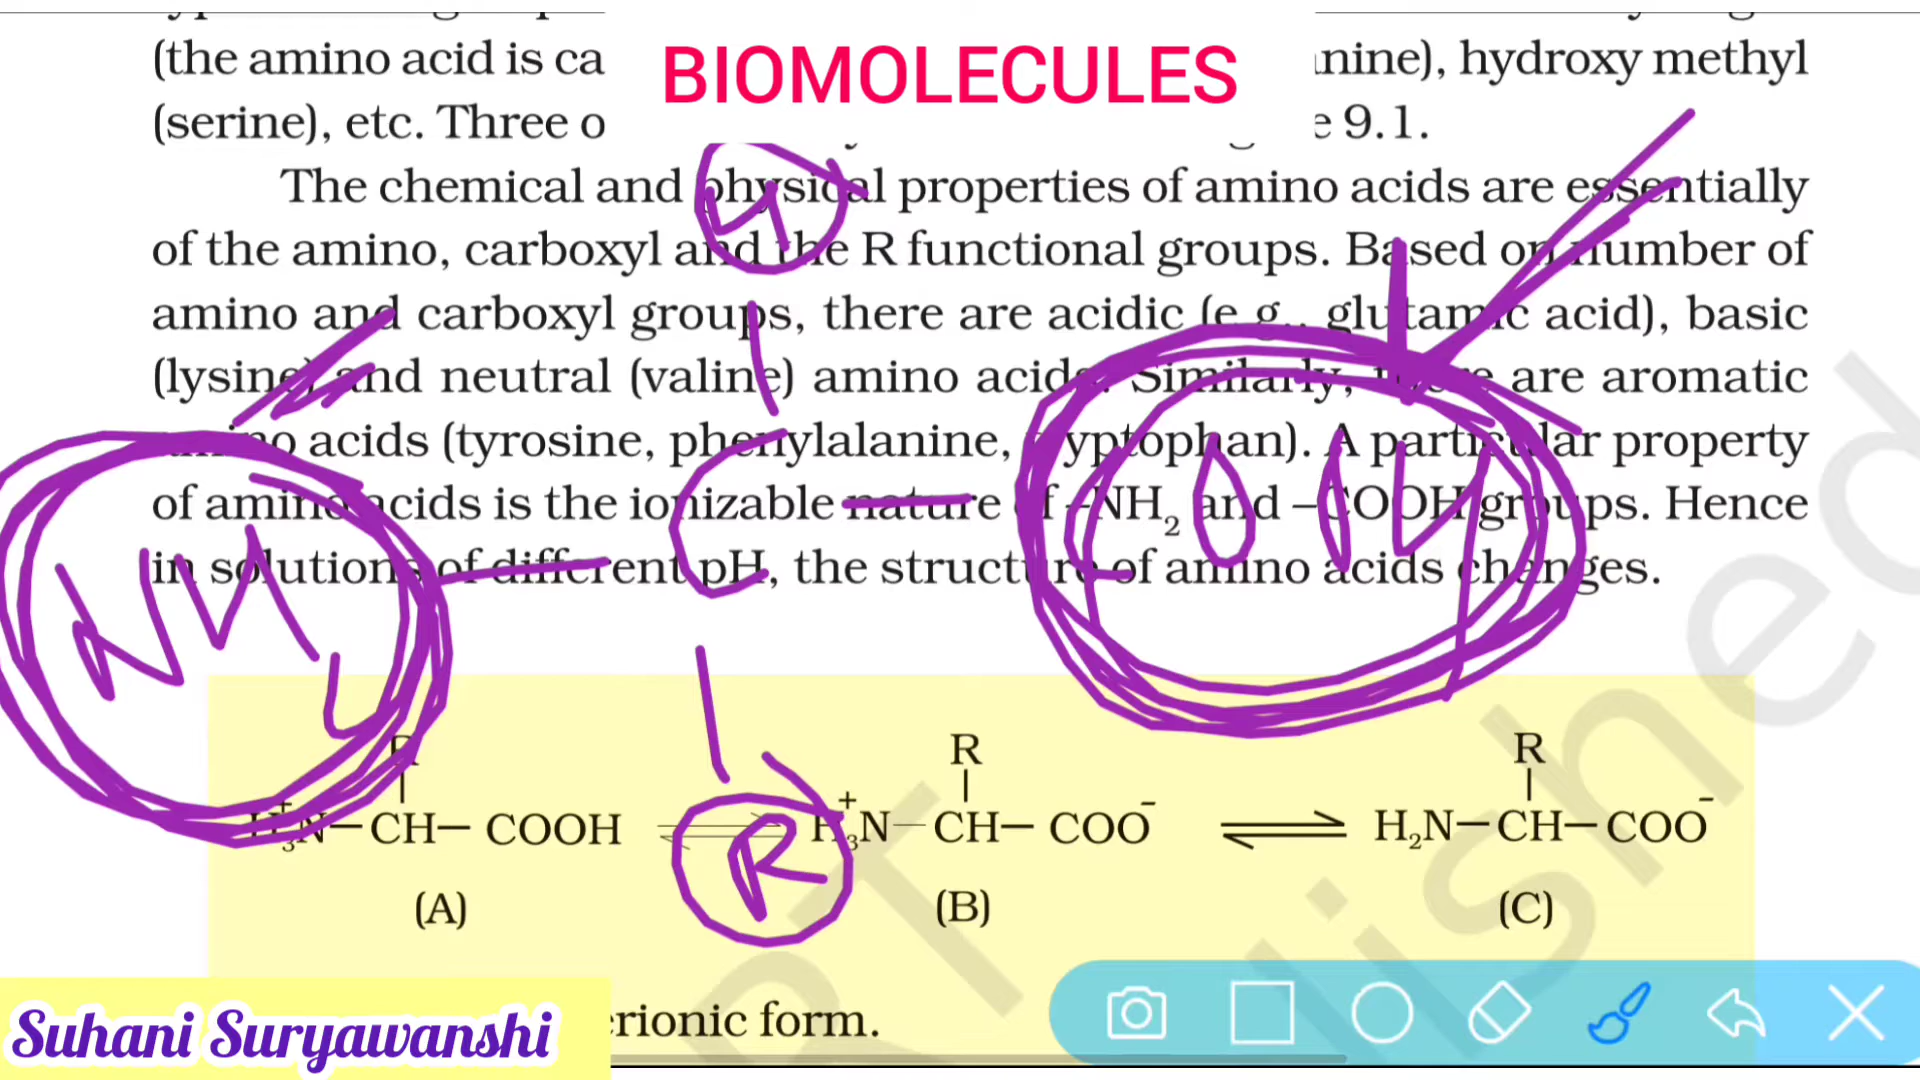 (the amino acid is ca
BIOMOLECULES
nine), hydroxy methyl
(serine), etc. Three o
e 9.1.
The chemical and physical properties of amino acids are essentially
of the amino, carboxyl and the R functional groups. Based on number of
amino and carboxyl groups, there are acidic (e.g., glutamic acid), basic
(lysine) and neutral (valine) amino acids. Similarly, there are aromatic
amino acids (tyrosine, phenylalanine, tryptophan). A particular property
of amino acids is the ionizable nature of –NH₂ and –COOH groups. Hence
in solutions of different pH, the structure of amino acids changes.
H
NH₂ – C – COOH
R
R R R
H₃N⁺—CH—COOH ⇌ H₃N⁺—CH—COO⁻ ⇌ H₂N—CH—COO⁻
(A) (B) (C)
Suhani Suryawanshi
erionic form.